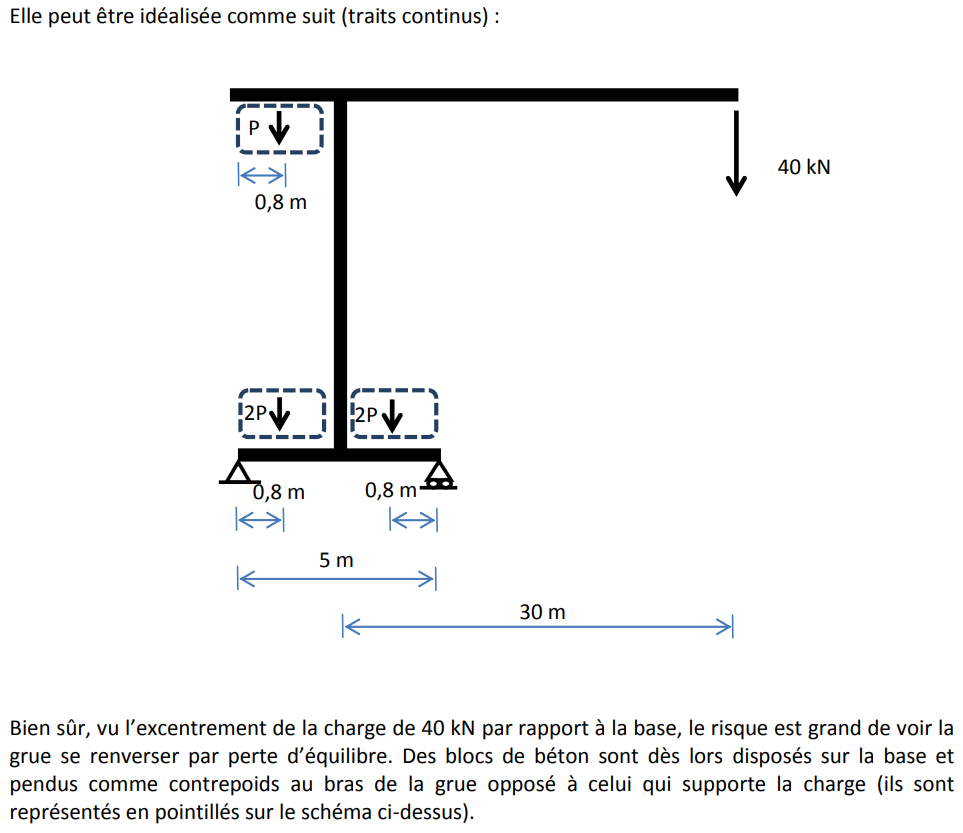 Elle peut être idéalisée comme suit (traits continus) :
P
40 kN
0,8 m
2P
2P
0,8 m
0,8 m
5 m
30 m
Bien sûr, vu l’excentrement de la charge de 40 kN par rapport à la base, le risque est grand de voir la
grue se renverser par perte d’équilibre. Des blocs de béton sont dès lors disposés sur la base et
pendus comme contrepoids au bras de la grue opposé à celui qui supporte la charge (ils sont
représentés en pointillés sur le schéma ci-dessus).